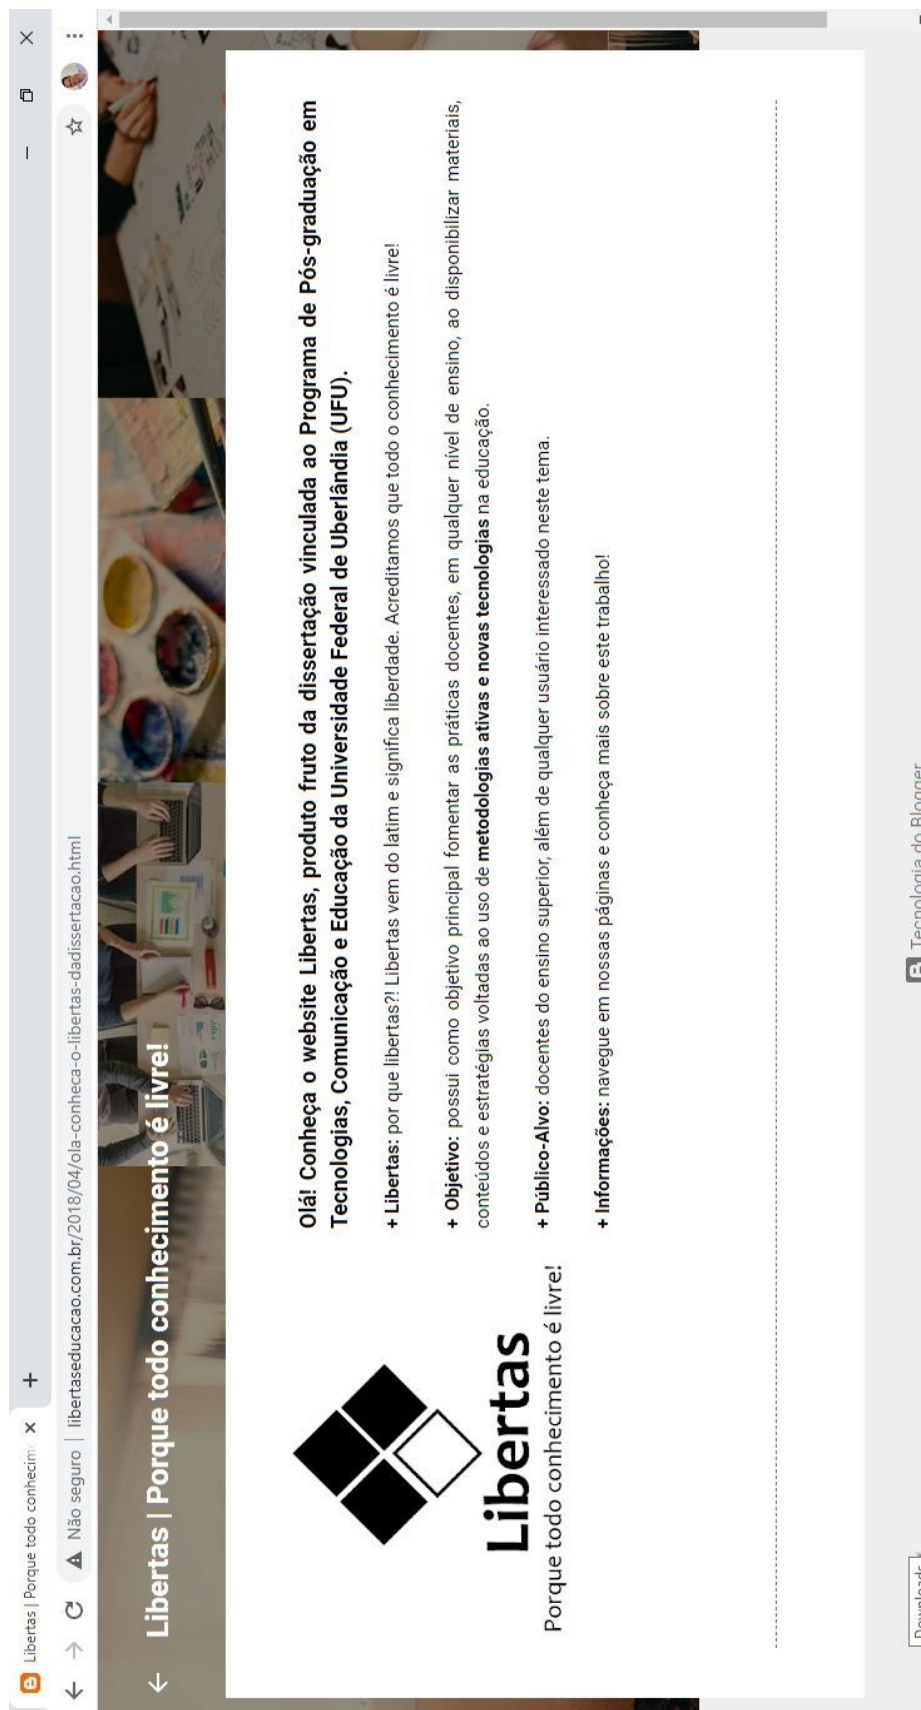 Libertas | Porque todo conhecim
Não seguro | libertaseducacao.com.br/2018/04/ola-conheca-o-libertas-dadissertacao.html
Libertas | Porque todo conhecimento é livre!
Libertas
Porque todo conhecimento é livre!
Olá! Conheça o website Libertas, produto fruto da dissertação vinculada ao Programa de Pós-graduação em
Tecnologias, Comunicação e Educação da Universidade Federal de Uberlândia (UFU).
+ Libertas: por que libertas?! Libertas vem do latim e significa liberdade. Acreditamos que todo o conhecimento é livre!
+ Objetivo: possui como objetivo principal fomentar as práticas docentes, em qualquer nível de ensino, ao disponibilizar materiais,
conteúdos e estratégias voltadas ao uso de metodologias ativas e novas tecnologias na educação.
+ Público-Alvo: docentes do ensino superior, além de qualquer usuário interessado neste tema.
+ Informações: navegue em nossas páginas e conheça mais sobre este trabalho!
Tecnologia do Blogger
Downloads